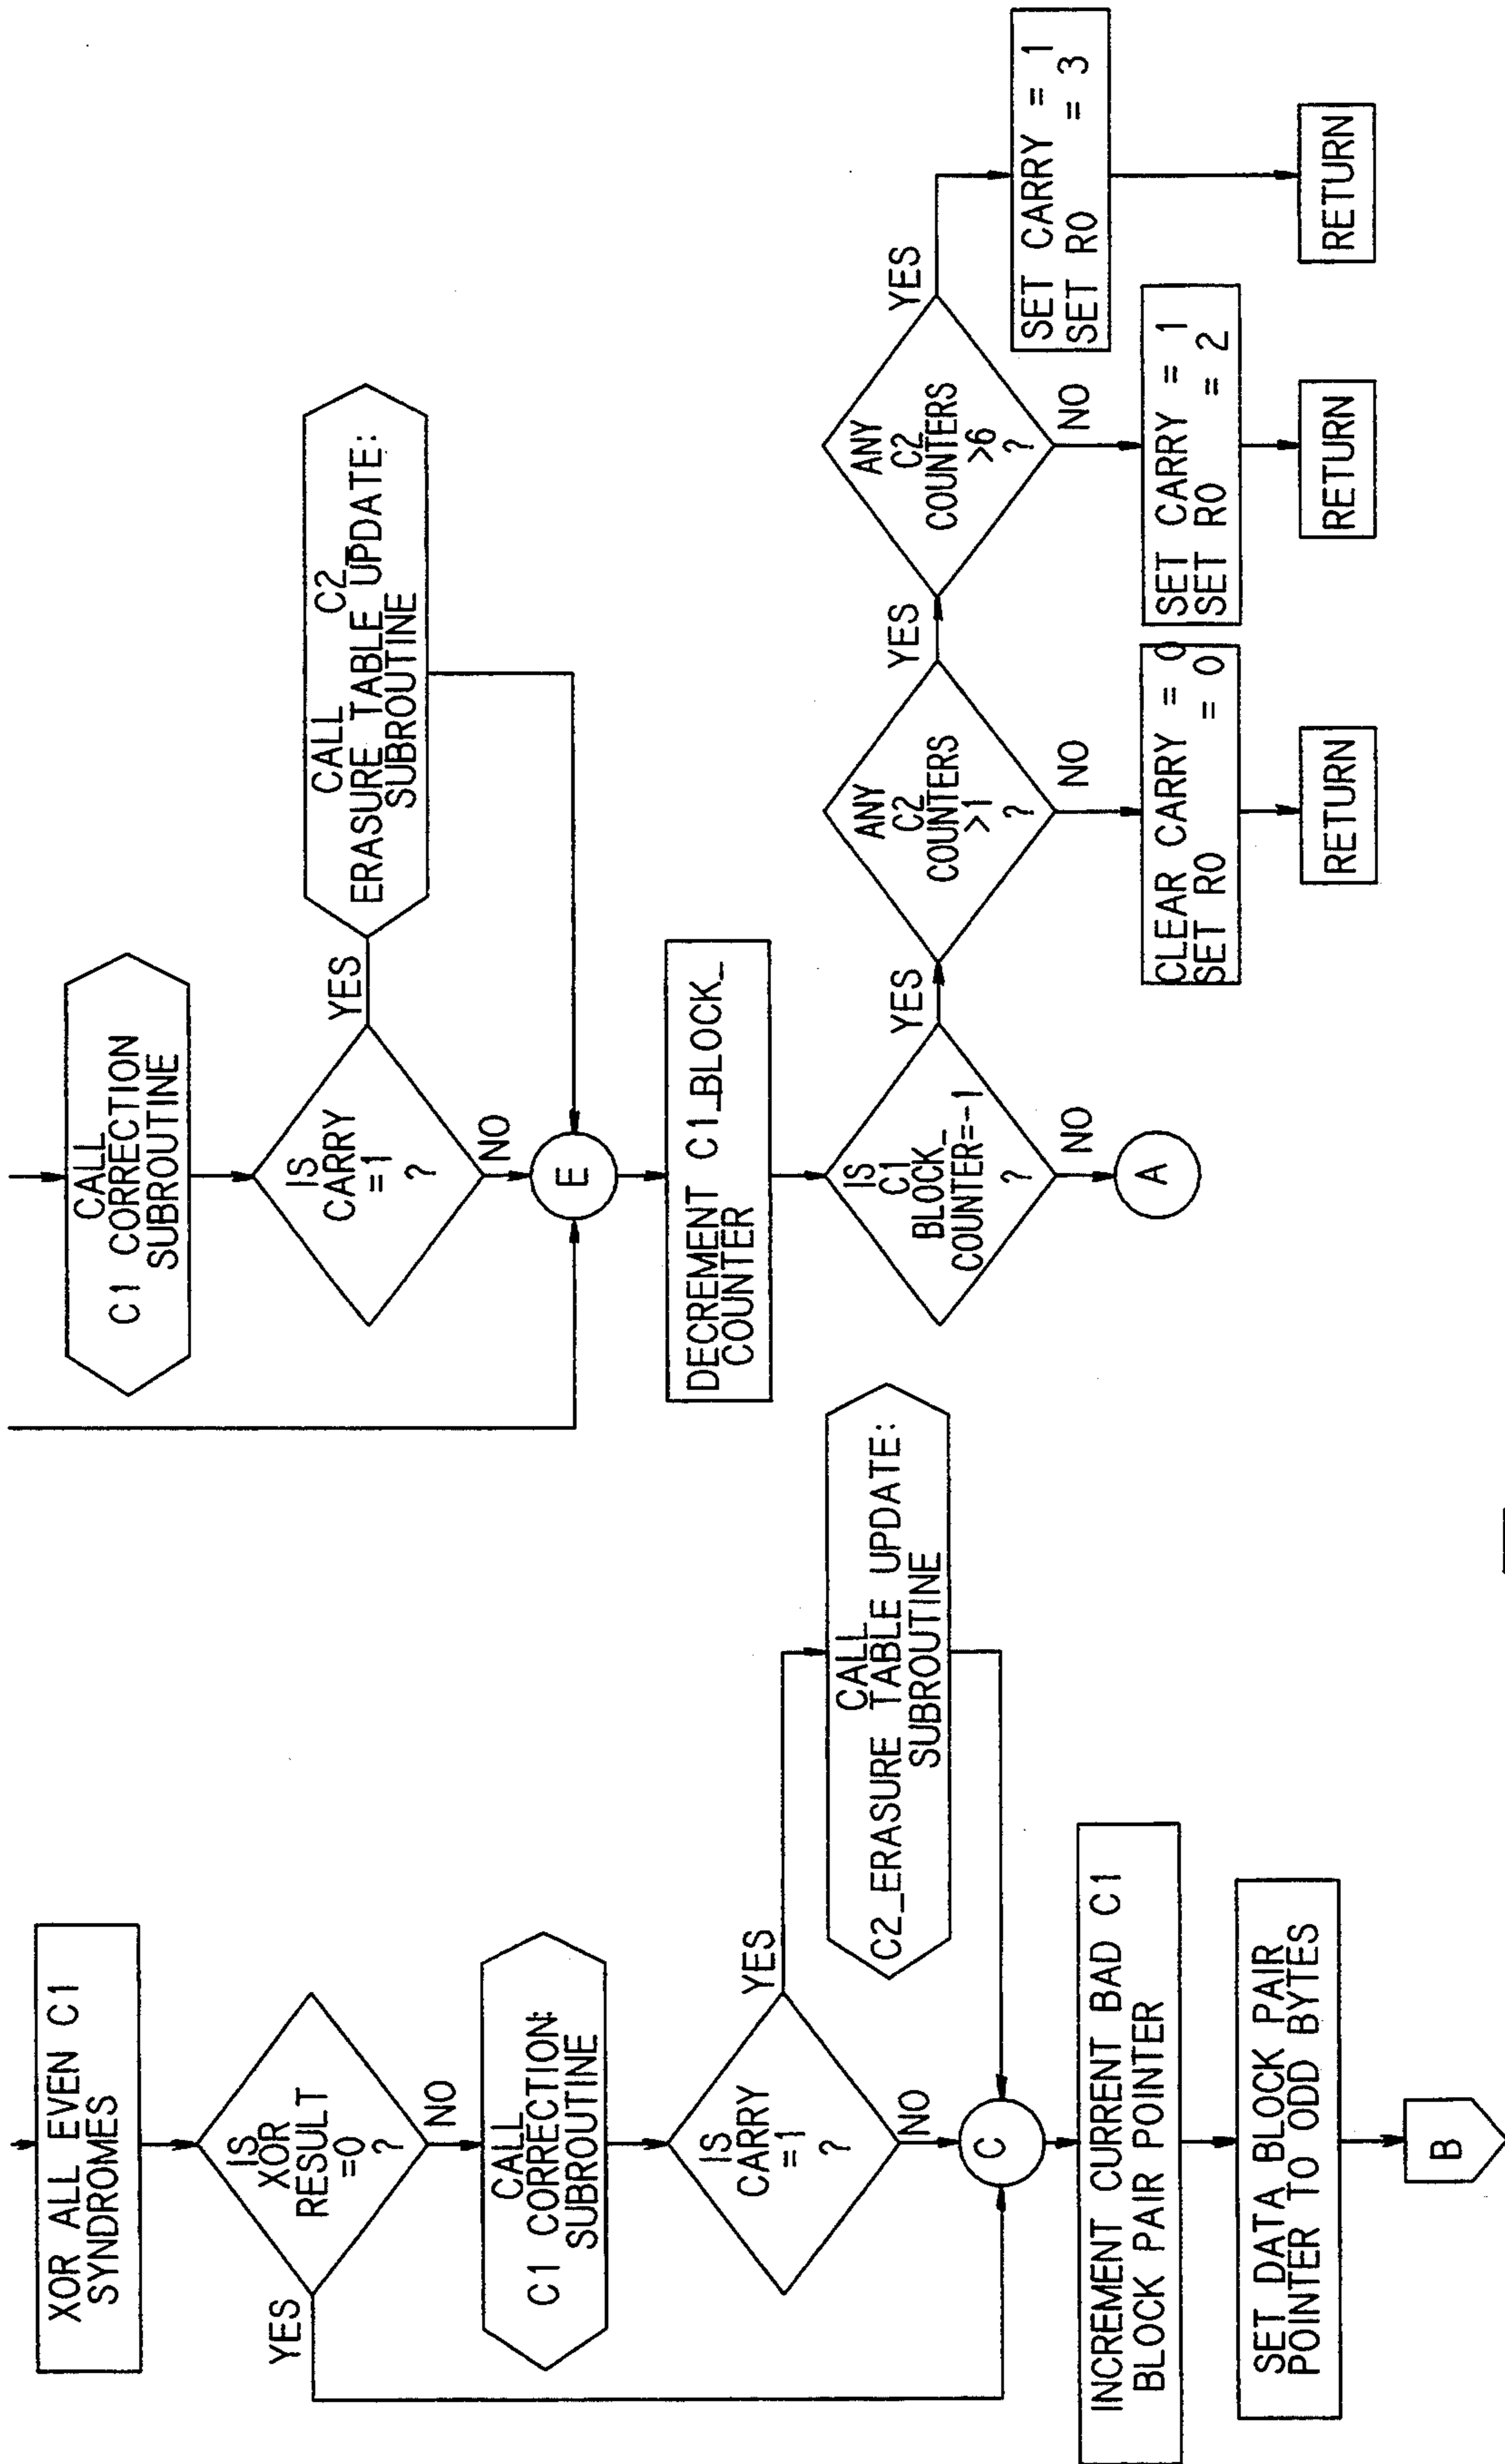 XOR ALL EVEN C1
SYNDROMES
IS
XOR
RESULT
=0
?
YES
NO
CALL
C1 CORRECTION:
SUBROUTINE
IS
CARRY
=1
?
YES
NO
CALL
C2_ERASURE TABLE UPDATE:
SUBROUTINE
C
INCREMENT CURRENT BAD C1
BLOCK PAIR POINTER
SET DATA BLOCK PAIR
POINTER TO ODD BYTES
B
CALL
C1 CORRECTION
SUBROUTINE
IS
CARRY
=1
?
YES
NO
CALL C2_
ERASURE TABLE UPDATE:
SUBROUTINE
E
DECREMENT C1_BLOCK_
COUNTER
IS
C1
BLOCK_
COUNTER=-1
?
YES
NO
A
ANY
C2
COUNTERS
>1
?
YES
NO
CLEAR CARRY = 0
SET R0 = 0
RETURN
ANY
C2
COUNTERS
>6
?
YES
NO
SET CARRY = 1
SET R0 = 2
RETURN
SET CARRY = 1
SET R0 = 3
RETURN